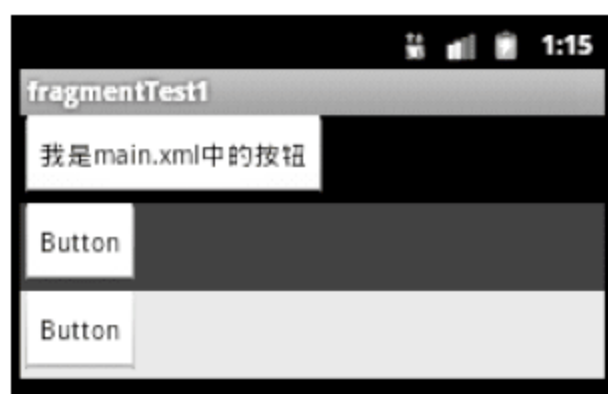 1:15
fragmentTest1
我是main.xml中的按钮
Button
Button